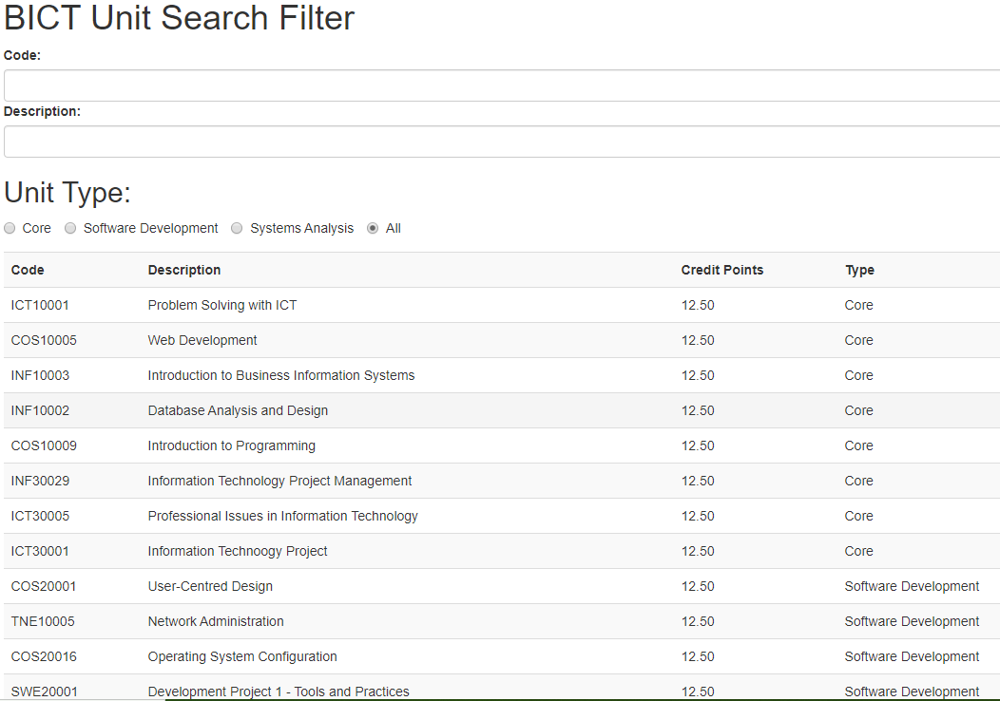 BICT Unit Search Filter
Code:
Description:
Unit Type:
Core Software Development Systems Analysis All
Code Description Credit Points Type
ICT10001 Problem Solving with ICT 12.50 Core
COS10005 Web Development 12.50 Core
INF10003 Introduction to Business Information Systems 12.50 Core
INF10002 Database Analysis and Design 12.50 Core
COS10009 Introduction to Programming 12.50 Core
INF30029 Information Technology Project Management 12.50 Core
ICT30005 Professional Issues in Information Technology 12.50 Core
ICT30001 Information Technoogy Project 12.50 Core
COS20001 User-Centred Design 12.50 Software Development
TNE10005 Network Administration 12.50 Software Development
COS20016 Operating System Configuration 12.50 Software Development
SWE20001 Development Project 1 - Tools and Practices 12.50 Software Development